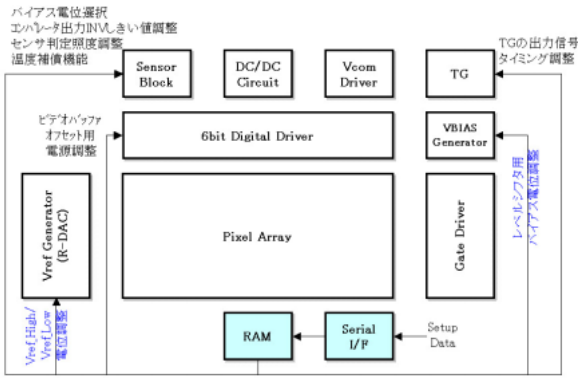 バイアス電位選択
エンパレータ出力INVしきい値調整
センサ判定照度調整
温度補償機能
Sensor
Block
DC/DC
Circuit
Vcom
Driver
TG
TGの出力信号
タイミング調整
ビデオバッファ
オフセット用
電源調整
6bit Digital Driver
VBIAS
Generator
レベルシフタ用
バイアス電位調整
Vref Generator
(R-DAC)
Pixel Array
Gate Driver
Vref_High/
Vref_Low
電位調整
RAM
Serial
I/F
Setup
Data